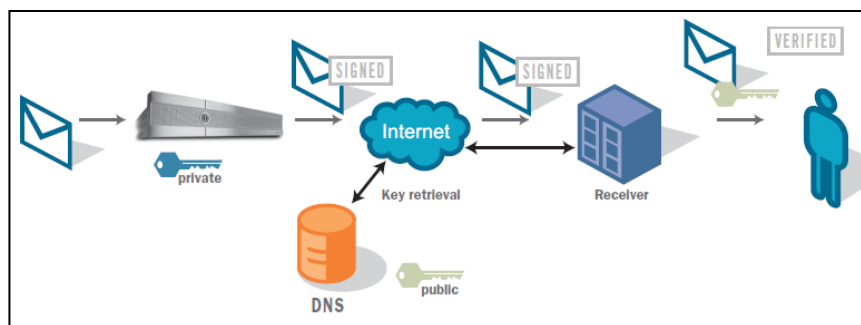 VERIFIED
SIGNED
SIGNED
Internet
private
Key retrieval
Receiver
public
DNS